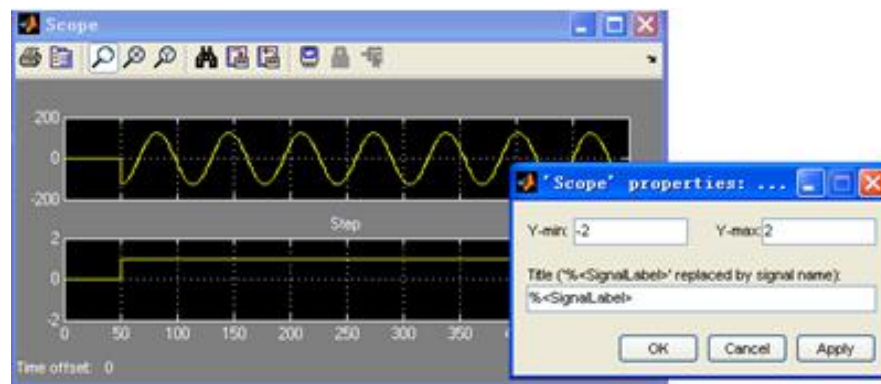 Scope
200
0
-200
Step
2
0
-2
0 50 100 150 200 250 300 350
Time offset: 0
'Scope' properties: ...
Y-min: -2 Y-max: 2
Title ('%<SignalLabel>' replaced by signal name):
%<SignalLabel>
OK Cancel Apply